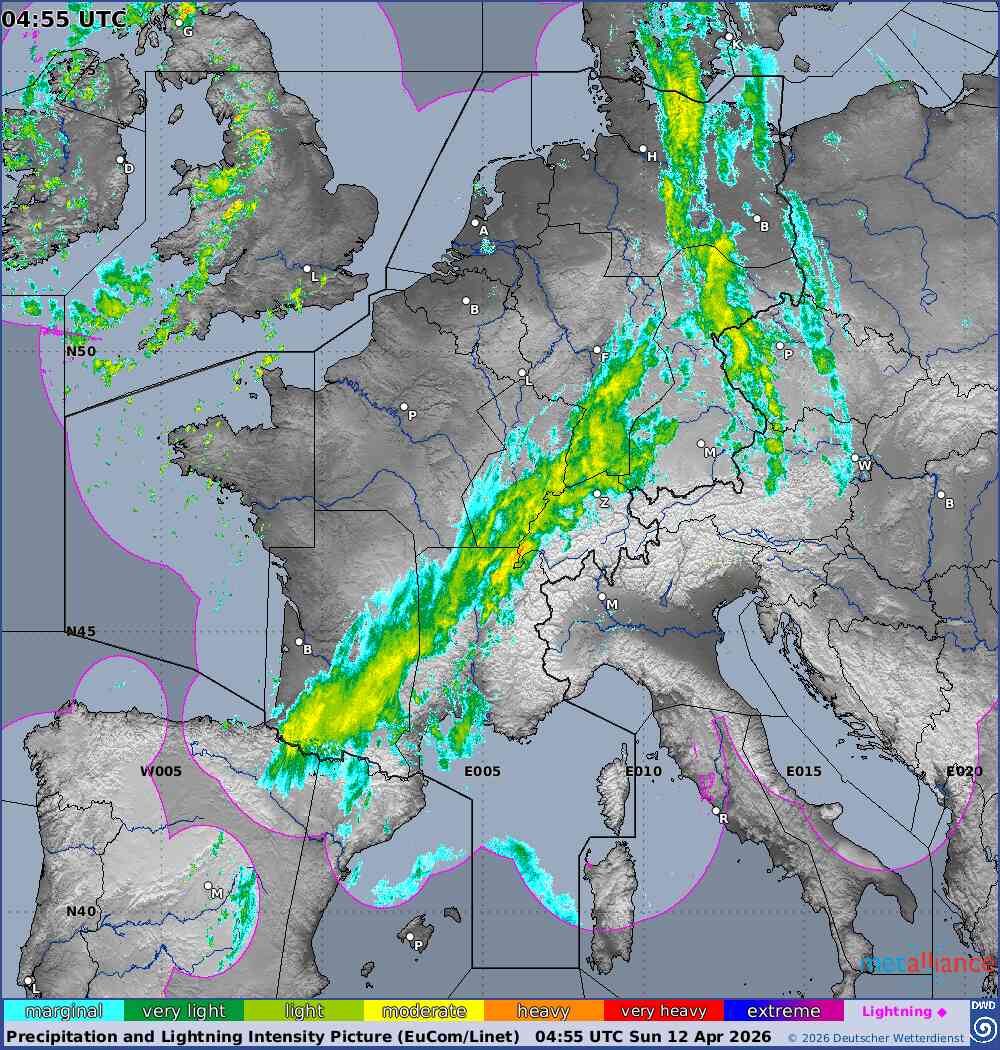 04:55 UTC
G
K
N55
D
H
A
B
L
B
N50
F
P
L
P
M
W
Z
B
M
N45
B
W005
E005
E010
E015
E020
R
M
N40
P
L
metalliance
marginal very light light moderate heavy very heavy extreme Lightning ◆
DWD
Precipitation and Lightning Intensity Picture (EuCom/Linet) 04:55 UTC Sun 12 Apr 2026 © 2026 Deutscher Wetterdienst